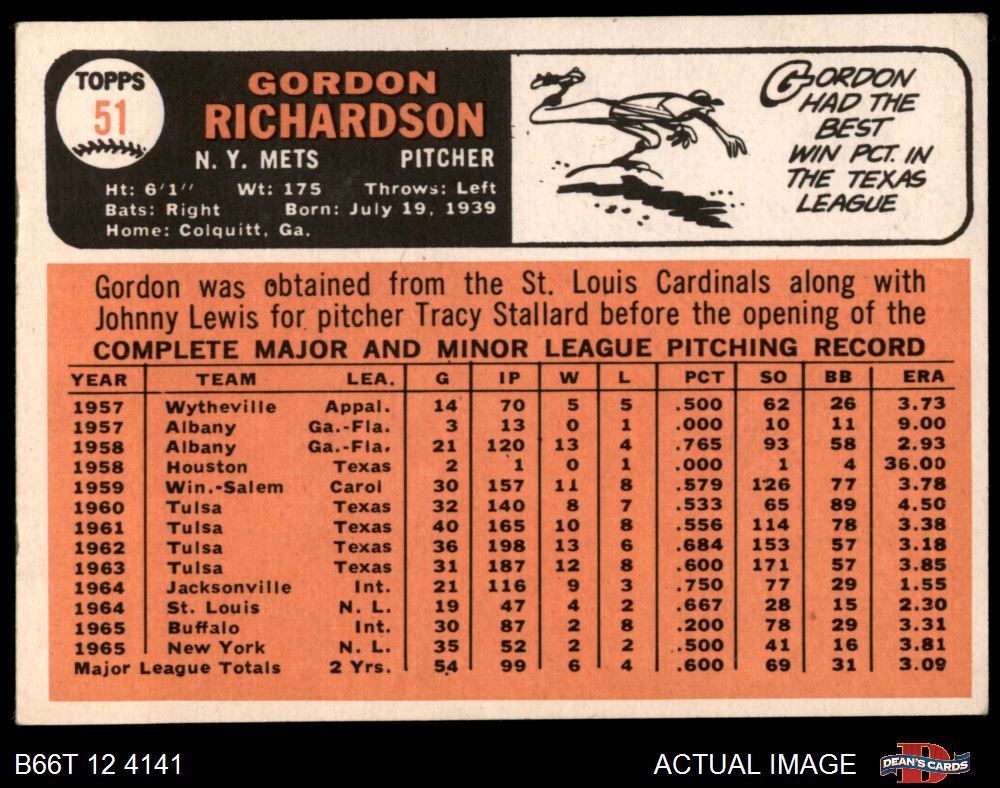 TOPPS
51
GORDON
RICHARDSON
N. Y. METS PITCHER
Ht: 6'1" Wt: 175 Throws: Left
Bats: Right Born: July 19, 1939
Home: Colquitt, Ga.
GORDON
HAD THE
BEST
WIN PCT. IN
THE TEXAS
LEAGUE
Gordon was obtained from the St. Louis Cardinals along with
Johnny Lewis for pitcher Tracy Stallard before the opening of the
COMPLETE MAJOR AND MINOR LEAGUE PITCHING RECORD
YEAR TEAM LEA. G IP W L PCT SO BB ERA
1957 Wytheville Appal. 14 70 5 5 .500 62 26 3.73
1957 Albany Ga.-Fla. 3 13 0 1 .000 10 11 9.00
1958 Albany Ga.-Fla. 21 120 13 4 .765 93 58 2.93
1958 Houston Texas 2 1 0 1 .000 1 4 36.00
1959 Win.-Salem Carol 30 157 11 8 .579 126 77 3.78
1960 Tulsa Texas 32 140 8 7 .533 65 89 4.50
1961 Tulsa Texas 40 165 10 8 .556 114 78 3.38
1962 Tulsa Texas 36 198 13 6 .684 153 57 3.18
1963 Tulsa Texas 31 187 12 8 .600 171 57 3.85
1964 Jacksonville Int. 21 116 9 3 .750 77 29 1.55
1964 St. Louis N. L. 19 47 4 2 .667 28 15 2.30
1965 Buffalo Int. 30 87 2 8 .200 78 29 3.31
1965 New York N. L. 35 52 2 2 .500 41 16 3.81
Major League Totals 2 Yrs. 54 99 6 4 .600 69 31 3.09
B66T 12 4141 ACTUAL IMAGE DEAN'S CARDS